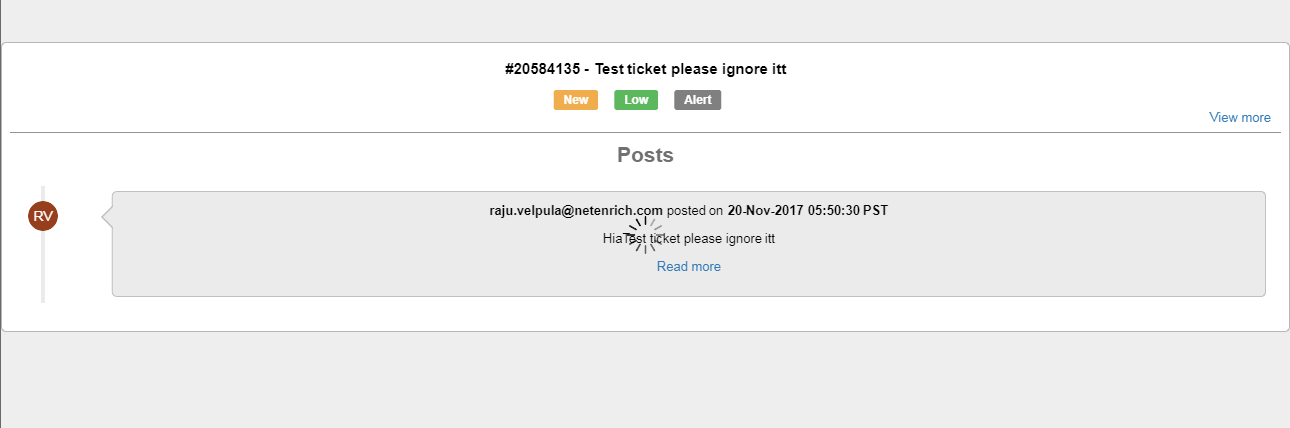 #20584135 - Test ticket please ignore itt
New Low Alert
View more
Posts
RV
raju.velpula@netenrich.com posted on 20-Nov-2017 05:50:30 PST
HiaTest ticket please ignore itt
Read more